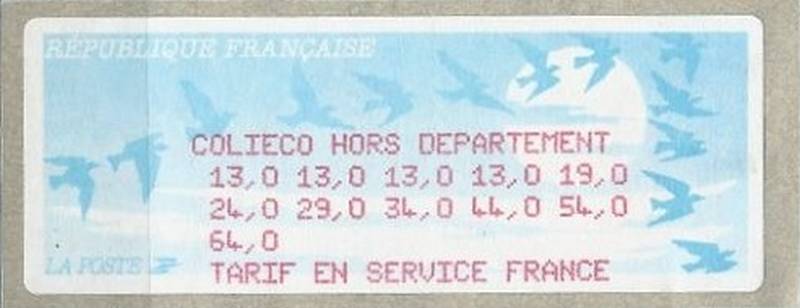 RÉPUBLIQUE FRANÇAISE
COLIECO HORS DEPARTEMENT
13,0 13,0 13,0 13,0 19,0
24,0 29,0 34,0 44,0 54,0
64,0
LA POSTE
TARIF EN SERVICE FRANCE